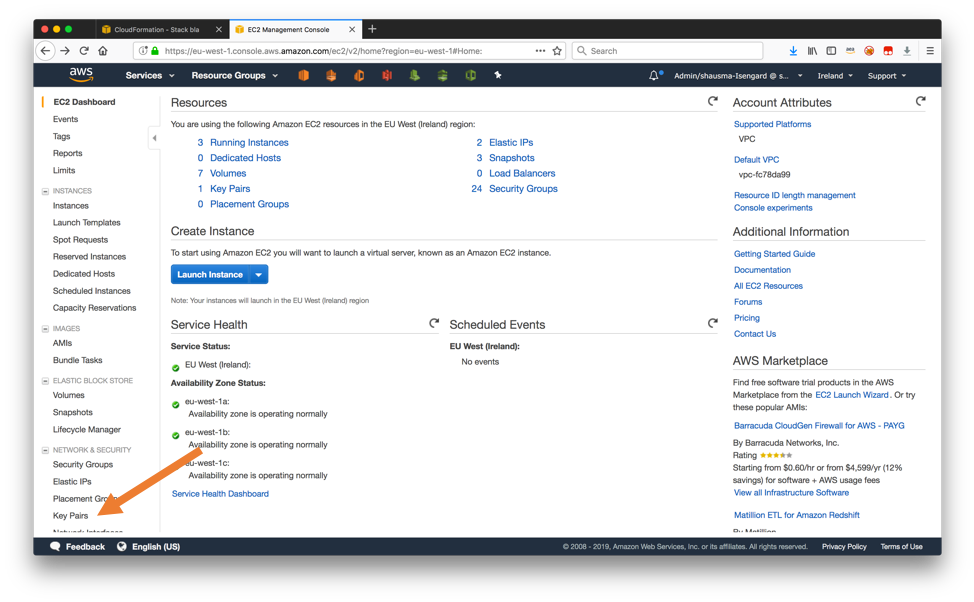 CloudFormation - Stack bla
EC2 Management Console
https://eu-west-1.console.aws.amazon.com/ec2/v2/home?region=eu-west-1#Home:
Search
aws
Services
Resource Groups
Admin/shausma-Isengard @ s...
Ireland
Support
EC2 Dashboard
Events
Tags
Reports
Limits
INSTANCES
Instances
Launch Templates
Spot Requests
Reserved Instances
Dedicated Hosts
Scheduled Instances
Capacity Reservations
IMAGES
AMIs
Bundle Tasks
ELASTIC BLOCK STORE
Volumes
Snapshots
Lifecycle Manager
NETWORK & SECURITY
Security Groups
Elastic IPs
Placement Groups
Key Pairs
Network Interfaces
Resources
You are using the following Amazon EC2 resources in the EU West (Ireland) region:
3 Running Instances
0 Dedicated Hosts
7 Volumes
1 Key Pairs
0 Placement Groups
2 Elastic IPs
3 Snapshots
0 Load Balancers
24 Security Groups
Create Instance
To start using Amazon EC2 you will want to launch a virtual server, known as an Amazon EC2 instance.
Launch Instance
Note: Your instances will launch in the EU West (Ireland) region
Service Health
Service Status:
EU West (Ireland):
Availability Zone Status:
eu-west-1a:
Availability zone is operating normally
eu-west-1b:
Availability zone is operating normally
eu-west-1c:
Availability zone is operating normally
Service Health Dashboard
Scheduled Events
EU West (Ireland):
No events
Account Attributes
Supported Platforms
VPC
Default VPC
vpc-fc78da99
Resource ID length management
Console experiments
Additional Information
Getting Started Guide
Documentation
All EC2 Resources
Forums
Pricing
Contact Us
AWS Marketplace
Find free software trial products in the AWS
Marketplace from the EC2 Launch Wizard. Or try
these popular AMIs:
Barracuda CloudGen Firewall for AWS - PAYG
By Barracuda Networks, Inc.
Rating
Starting from $0.60/hr or from $4,599/yr (12%
savings) for software + AWS usage fees
View all Infrastructure Software
Matillion ETL for Amazon Redshift
By Matillion
Feedback
English (US)
© 2008 - 2019, Amazon Web Services, Inc. or its affiliates. All rights reserved.
Privacy Policy
Terms of Use